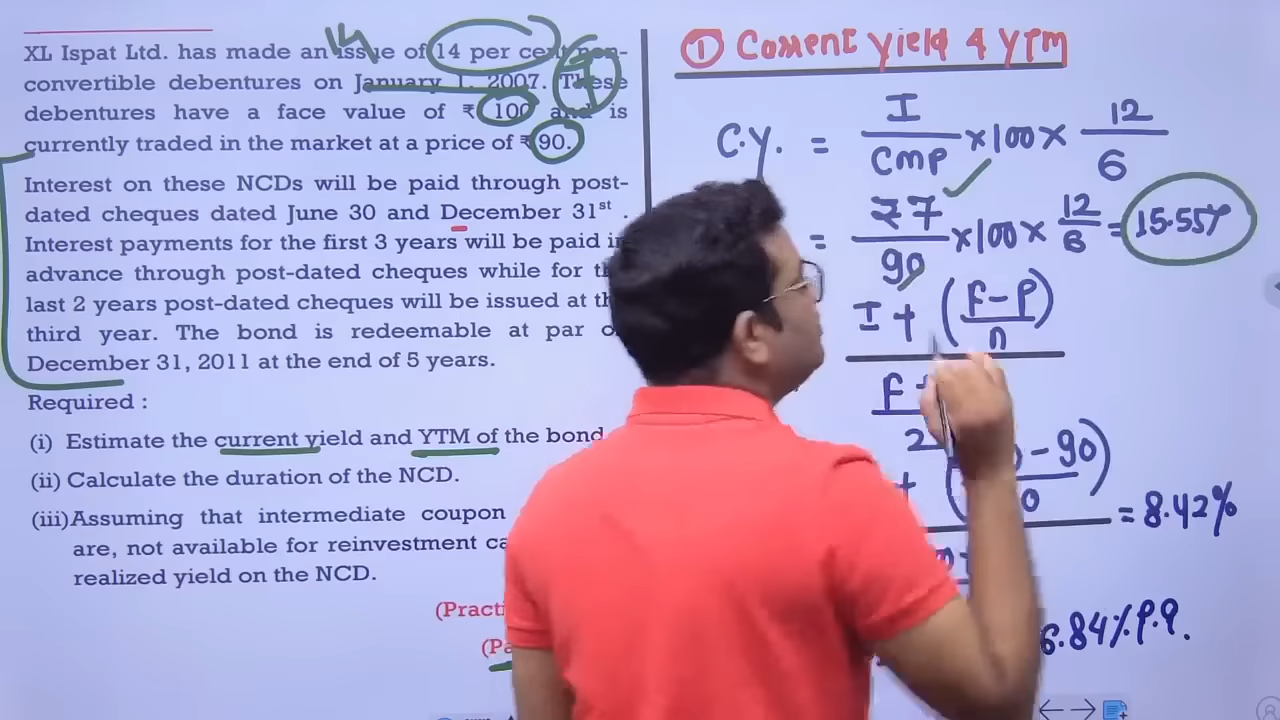 XL Ispat Ltd. has made an issue of 14 per cent non-
convertible debentures on January 1, 2007. These
debentures have a face value of ₹ 100 and is
currently traded in the market at a price of ₹ 90.
Interest on these NCDs will be paid through post-
dated cheques dated June 30 and December 31st .
Interest payments for the first 3 years will be paid in
advance through post-dated cheques while for
last 2 years post-dated cheques will be issued at
third year. The bond is redeemable at par
December 31, 2011 at the end of 5 years.
Required :
(i) Estimate the current yield and YTM of the bond
(ii) Calculate the duration of the NCD.
(iii) Assuming that intermediate coupon
are, not available for reinvestment
realized yield on the NCD.
14
① Current Yield & YTM
C.Y. = I/CMP × 100 × 12/6
= ₹7/90 × 100 × 12/6 = 15.55%
I + (F-P/n)
F
2
+ ( - 90)
= 8.42%
6.84% P.a.